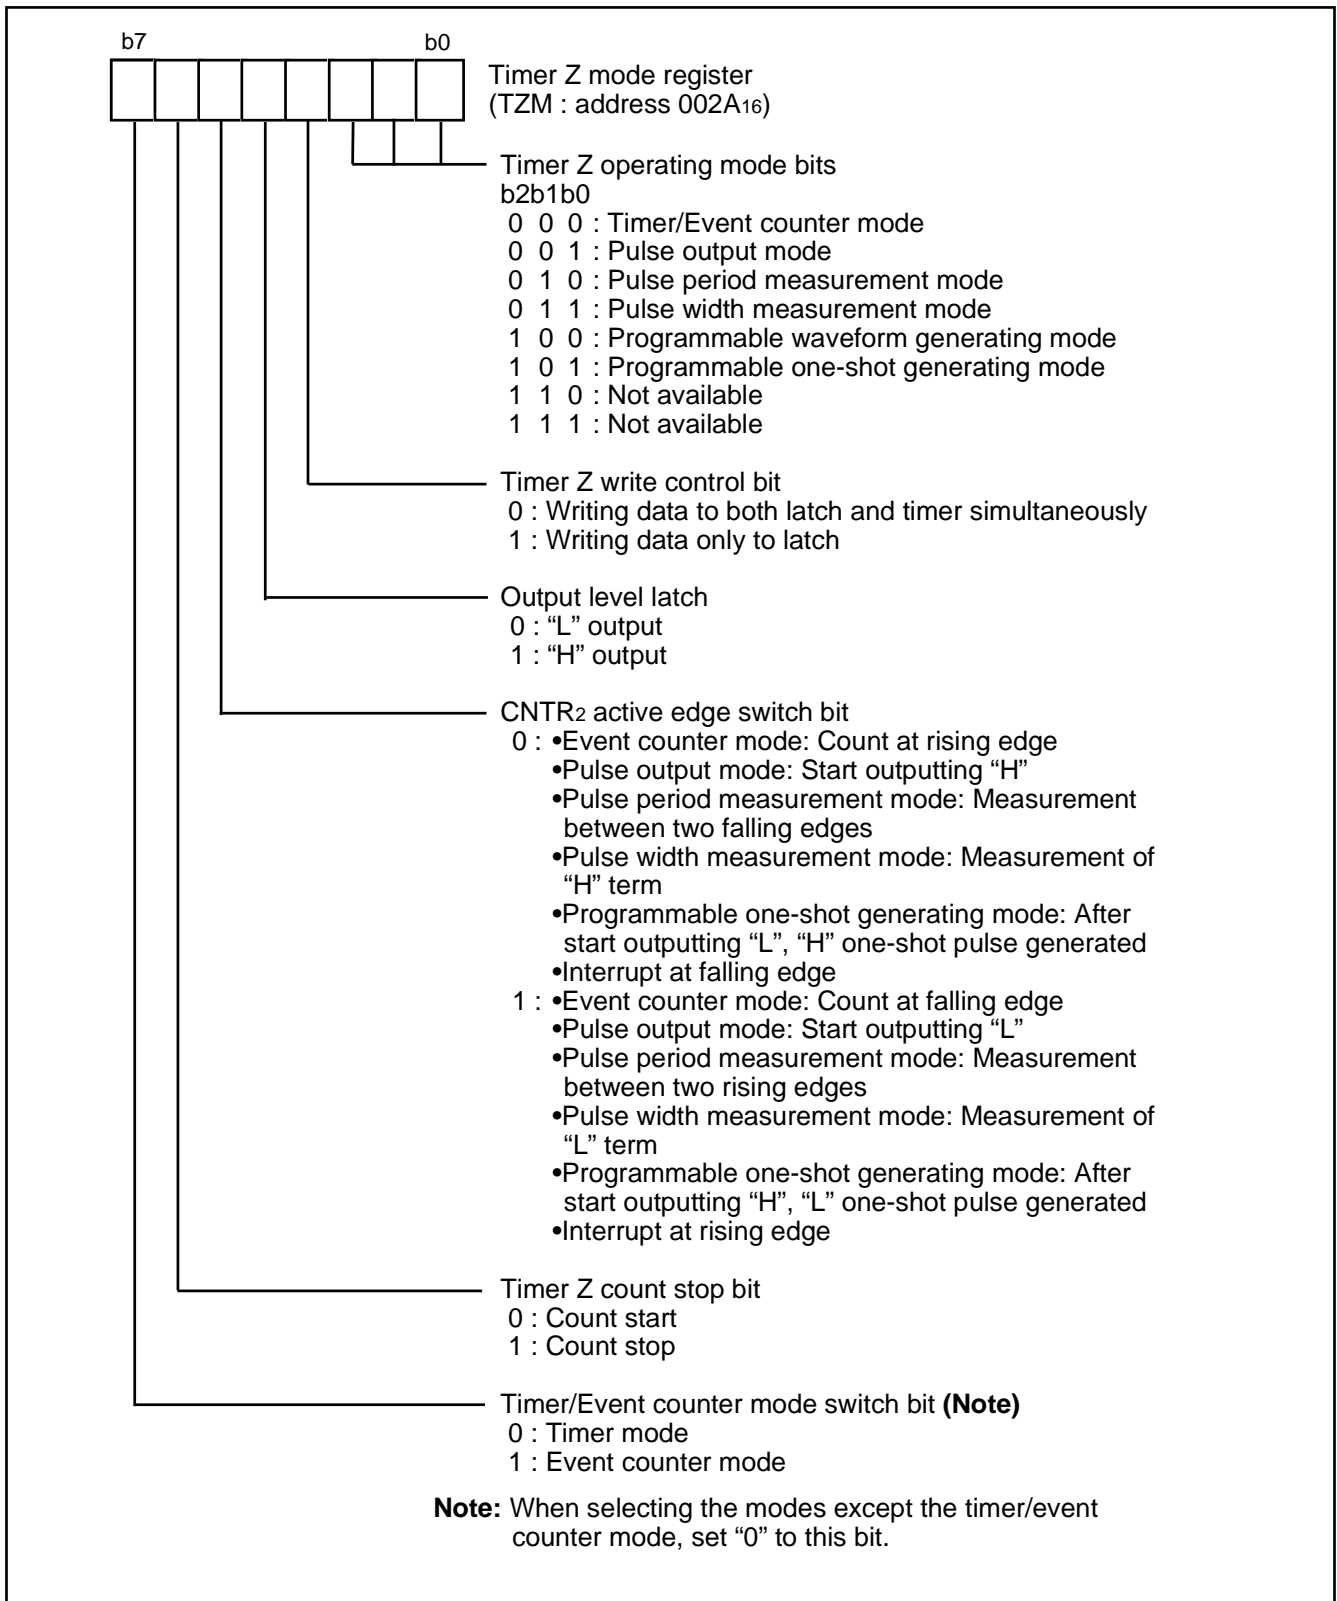 b7 b0
Timer Z mode register
(TZM : address 002A16)
Timer Z operating mode bits
b2b1b0
0 0 0 : Timer/Event counter mode
0 0 1 : Pulse output mode
0 1 0 : Pulse period measurement mode
0 1 1 : Pulse width measurement mode
1 0 0 : Programmable waveform generating mode
1 0 1 : Programmable one-shot generating mode
1 1 0 : Not available
1 1 1 : Not available
Timer Z write control bit
0 : Writing data to both latch and timer simultaneously
1 : Writing data only to latch
Output level latch
0 : “L” output
1 : “H” output
CNTR2 active edge switch bit
0 : •Event counter mode: Count at rising edge
•Pulse output mode: Start outputting “H”
•Pulse period measurement mode: Measurement
between two falling edges
•Pulse width measurement mode: Measurement of
“H” term
•Programmable one-shot generating mode: After
start outputting “L”, “H” one-shot pulse generated
•Interrupt at falling edge
1 : •Event counter mode: Count at falling edge
•Pulse output mode: Start outputting “L”
•Pulse period measurement mode: Measurement
between two rising edges
•Pulse width measurement mode: Measurement of
“L” term
•Programmable one-shot generating mode: After
start outputting “H”, “L” one-shot pulse generated
•Interrupt at rising edge
Timer Z count stop bit
0 : Count start
1 : Count stop
Timer/Event counter mode switch bit (Note)
0 : Timer mode
1 : Event counter mode
Note: When selecting the modes except the timer/event
counter mode, set “0” to this bit.